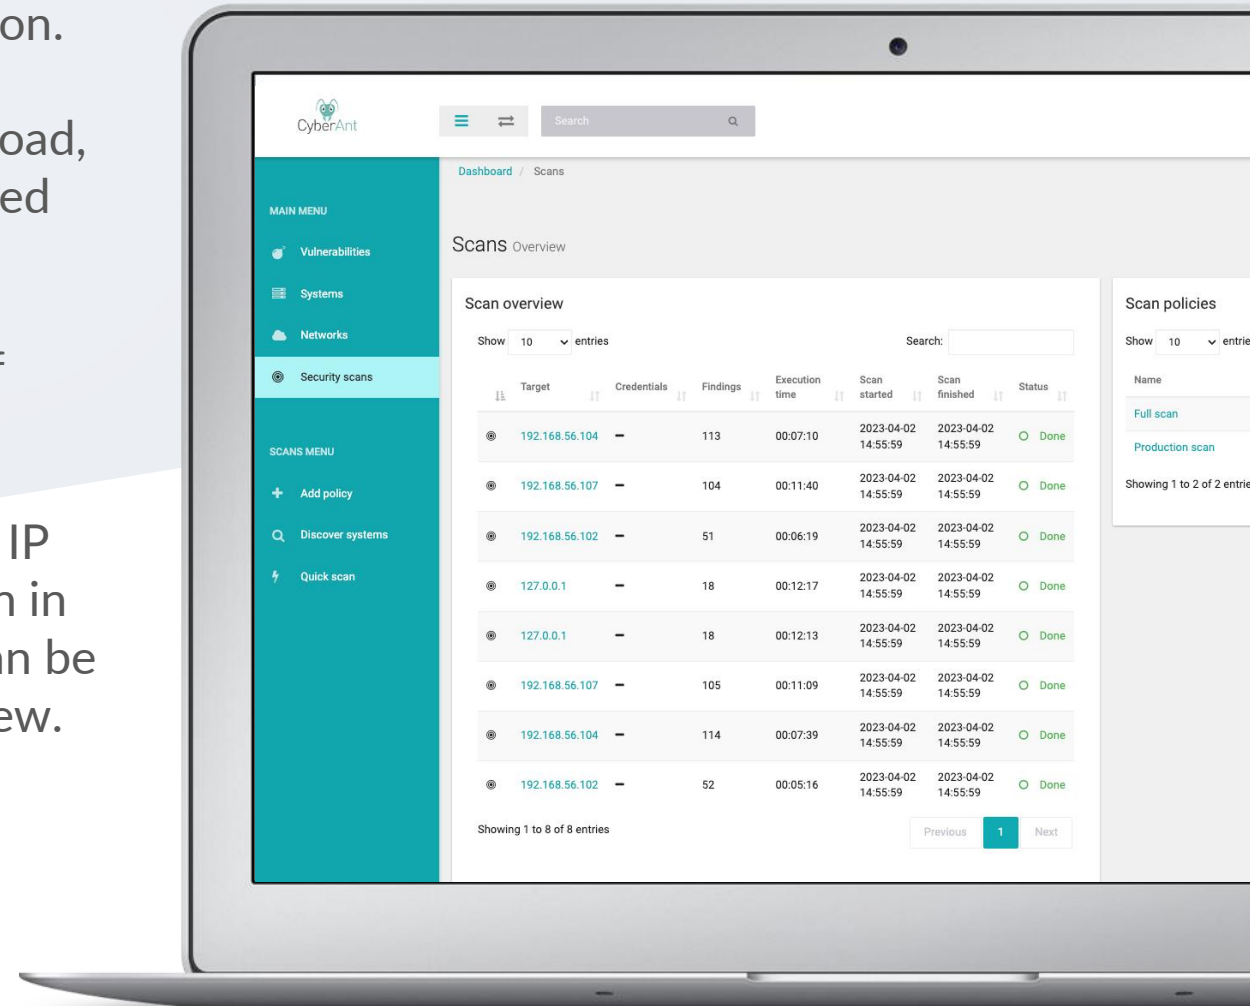 on.
oad,
ed
IP
n in
an be
ew.
CyberAnt
Search
MAIN MENU
Vulnerabilities
Systems
Networks
Security scans
SCANS MENU
Add policy
Discover systems
Quick scan
Dashboard / Scans
Scans Overview
Scan overview
Show 10 entries
Search:
Target Credentials Findings Execution time Scan started Scan finished Status
192.168.56.104 – 113 00:07:10 2023-04-02 14:55:59 2023-04-02 14:55:59 Done
192.168.56.107 – 104 00:11:40 2023-04-02 14:55:59 2023-04-02 14:55:59 Done
192.168.56.102 – 51 00:06:19 2023-04-02 14:55:59 2023-04-02 14:55:59 Done
127.0.0.1 – 18 00:12:17 2023-04-02 14:55:59 2023-04-02 14:55:59 Done
127.0.0.1 – 18 00:12:13 2023-04-02 14:55:59 2023-04-02 14:55:59 Done
192.168.56.107 – 105 00:11:09 2023-04-02 14:55:59 2023-04-02 14:55:59 Done
192.168.56.104 – 114 00:07:39 2023-04-02 14:55:59 2023-04-02 14:55:59 Done
192.168.56.102 – 52 00:05:16 2023-04-02 14:55:59 2023-04-02 14:55:59 Done
Showing 1 to 8 of 8 entries
Previous 1 Next
Scan policies
Show 10 entrie
Name
Full scan
Production scan
Showing 1 to 2 of 2 entrie